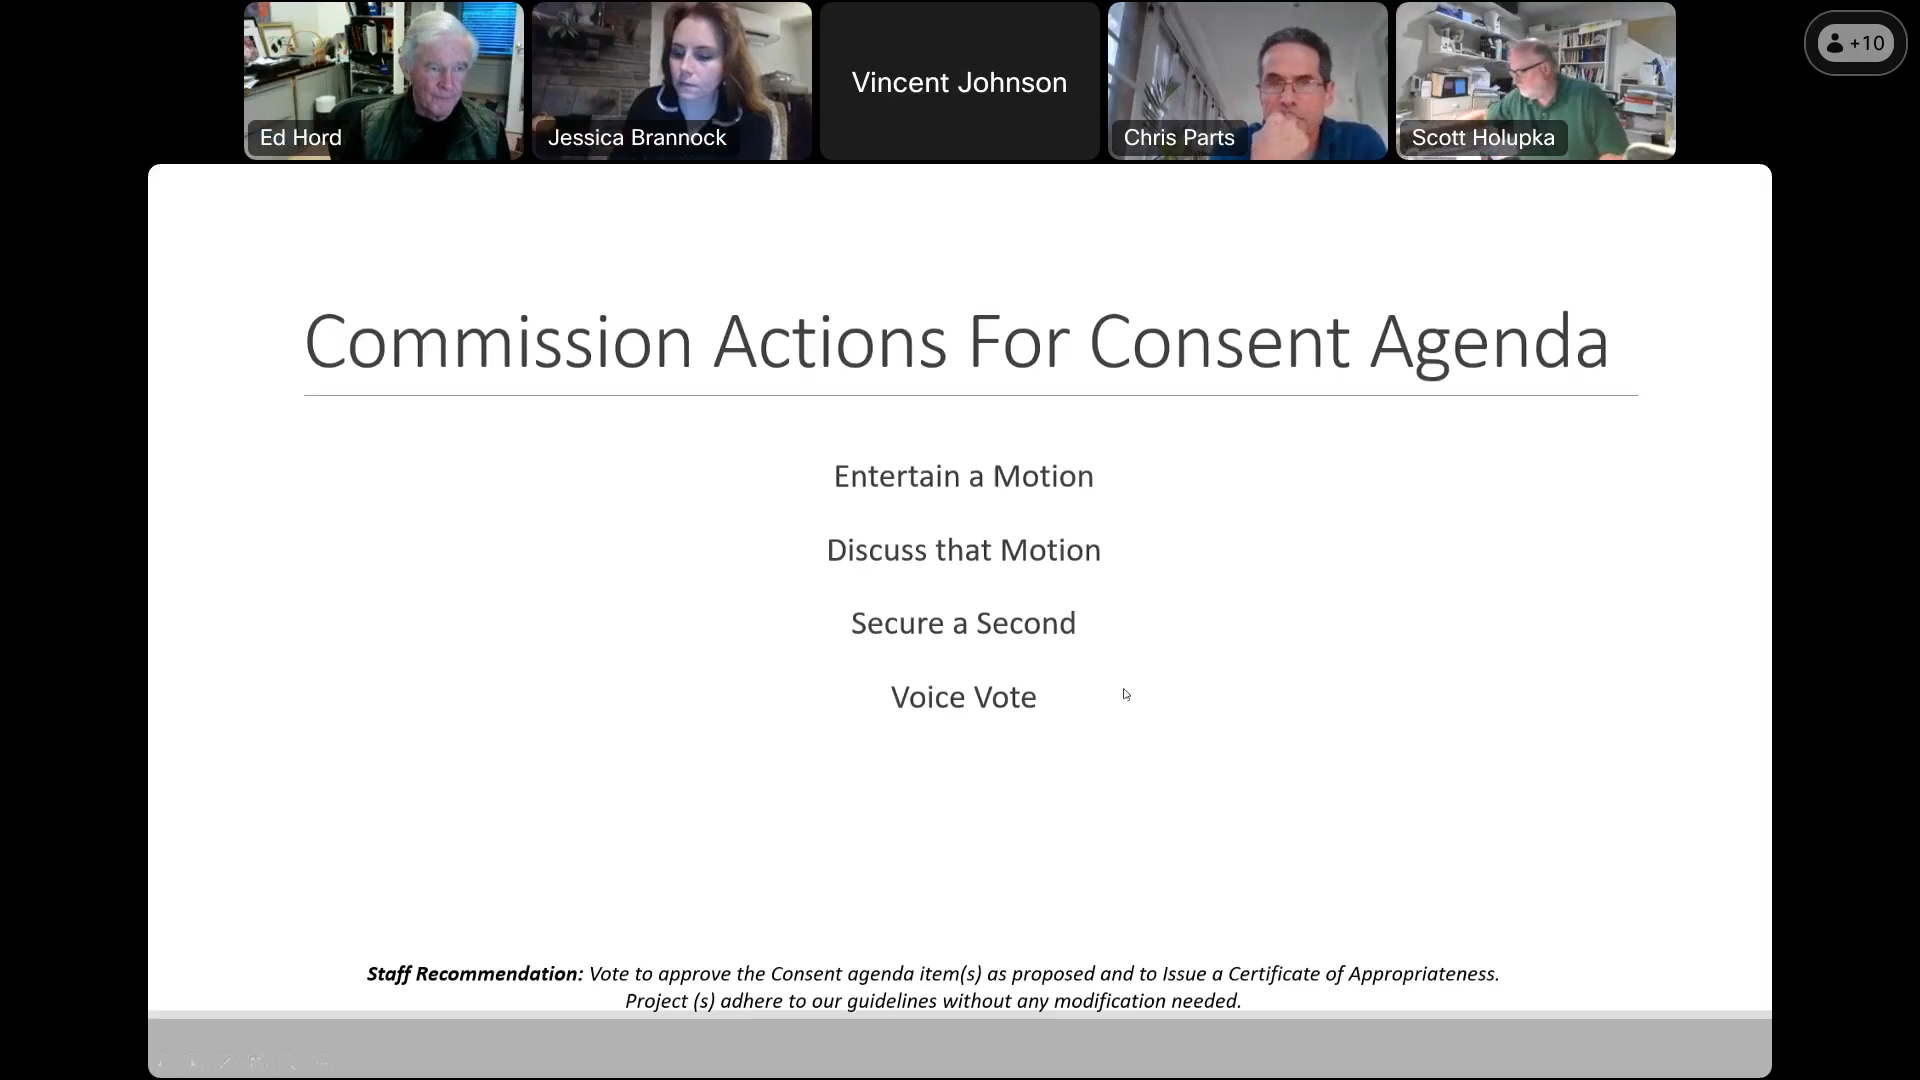 Ed Hord
Jessica Brannock
Vincent Johnson
Chris Parts
Scott Holupka
+10
Commission Actions For Consent Agenda
Entertain a Motion
Discuss that Motion
Secure a Second
Voice Vote
Staff Recommendation: Vote to approve the Consent agenda item(s) as proposed and to Issue a Certificate of Appropriateness.
Project (s) adhere to our guidelines without any modification needed.